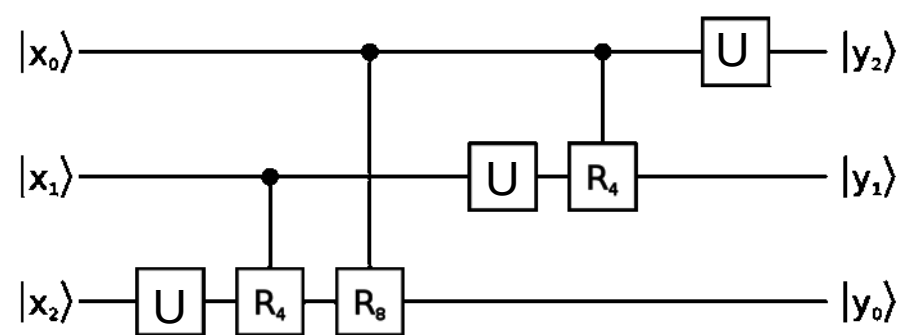 |x₀⟩ U |y₂⟩
|x₁⟩ U R₄ |y₁⟩
|x₂⟩ U R₄ R₈ |y₀⟩